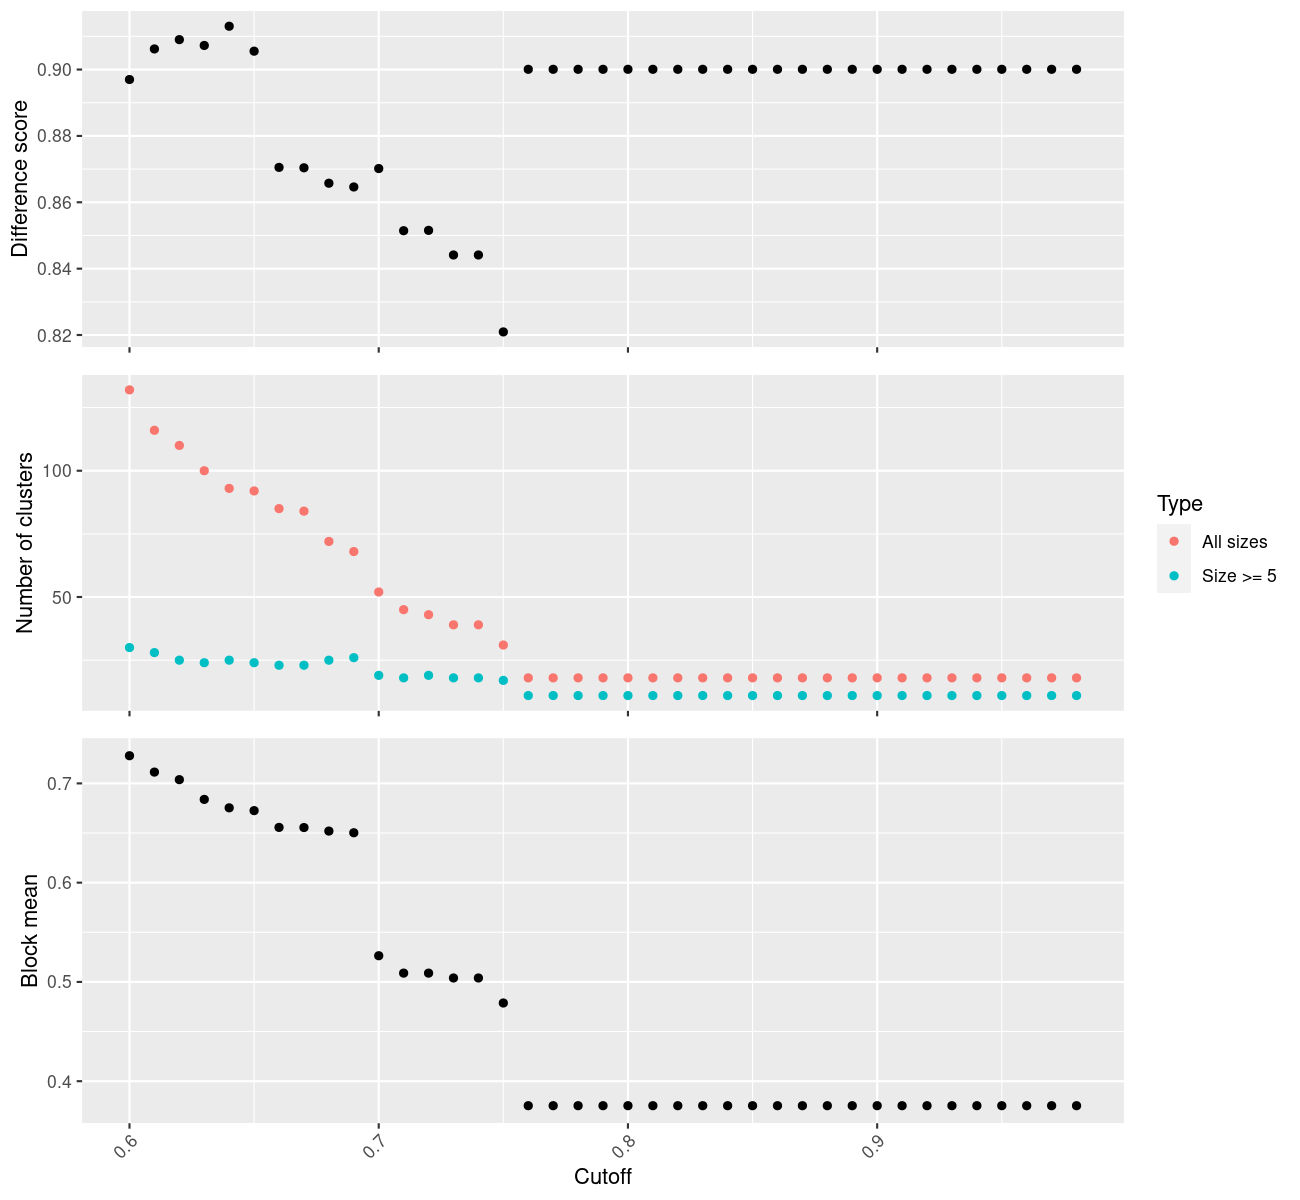 Difference score
0.90
0.88
0.86
0.84
0.82
Number of clusters
100
50
Type
All sizes
Size >= 5
Block mean
0.7
0.6
0.5
0.4
0.6
0.7
0.8
0.9
Cutoff